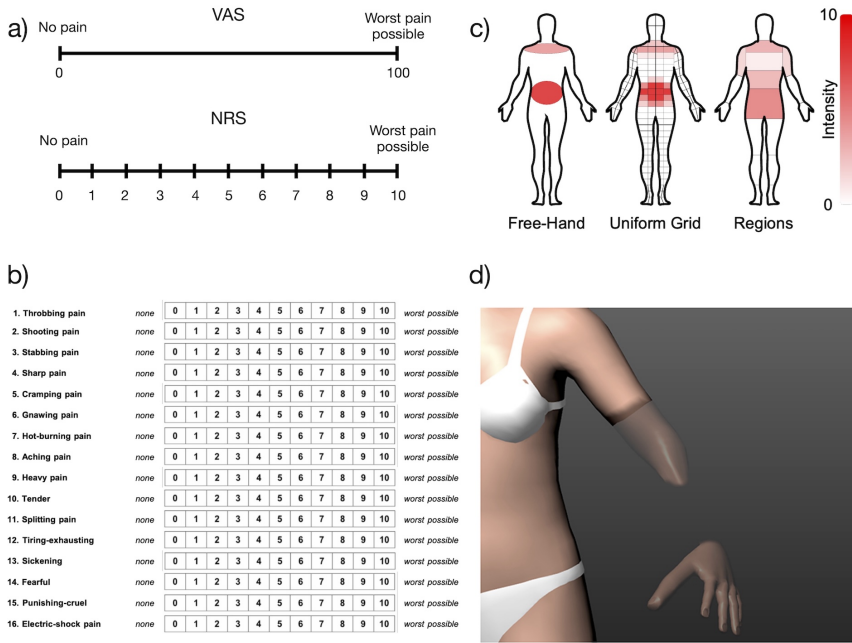 a)
VAS
No pain
Worst pain
possible
0 100
NRS
No pain
Worst pain
possible
0 1 2 3 4 5 6 7 8 9 10
b)
1. Throbbing pain none 0 1 2 3 4 5 6 7 8 9 10 worst possible
2. Shooting pain none 0 1 2 3 4 5 6 7 8 9 10 worst possible
3. Stabbing pain none 0 1 2 3 4 5 6 7 8 9 10 worst possible
4. Sharp pain none 0 1 2 3 4 5 6 7 8 9 10 worst possible
5. Cramping pain none 0 1 2 3 4 5 6 7 8 9 10 worst possible
6. Gnawing pain none 0 1 2 3 4 5 6 7 8 9 10 worst possible
7. Hot-burning pain none 0 1 2 3 4 5 6 7 8 9 10 worst possible
8. Aching pain none 0 1 2 3 4 5 6 7 8 9 10 worst possible
9. Heavy pain none 0 1 2 3 4 5 6 7 8 9 10 worst possible
10. Tender none 0 1 2 3 4 5 6 7 8 9 10 worst possible
11. Splitting pain none 0 1 2 3 4 5 6 7 8 9 10 worst possible
12. Tiring-exhausting none 0 1 2 3 4 5 6 7 8 9 10 worst possible
13. Sickening none 0 1 2 3 4 5 6 7 8 9 10 worst possible
14. Fearful none 0 1 2 3 4 5 6 7 8 9 10 worst possible
15. Punishing-cruel none 0 1 2 3 4 5 6 7 8 9 10 worst possible
16. Electric-shock pain none 0 1 2 3 4 5 6 7 8 9 10 worst possible
c)
10
Intensity
0
Free-Hand Uniform Grid Regions
d)